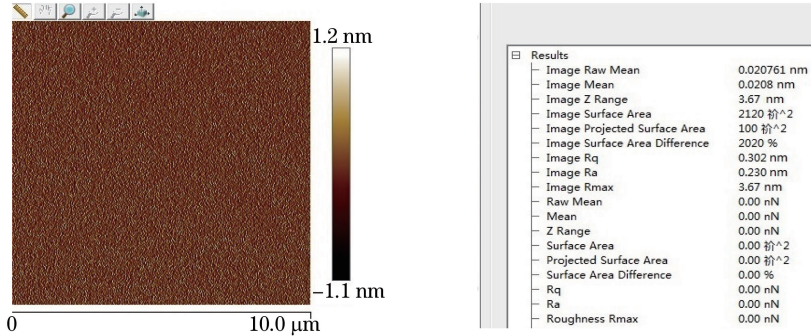 1.2 nm
−1.1 nm
0
10.0 μm
Results
Image Raw Mean 0.020761 nm
Image Mean 0.0208 nm
Image Z Range 3.67 nm
Image Surface Area 2120 祄^2
Image Projected Surface Area 100 祄^2
Image Surface Area Difference 2020 %
Image Rq 0.302 nm
Image Ra 0.230 nm
Image Rmax 3.67 nm
Raw Mean 0.00 nN
Mean 0.00 nN
Z Range 0.00 nN
Surface Area 0.00 祄^2
Projected Surface Area 0.00 祄^2
Surface Area Difference 0.00 %
Rq 0.00 nN
Ra 0.00 nN
Roughness Rmax 0.00 nN